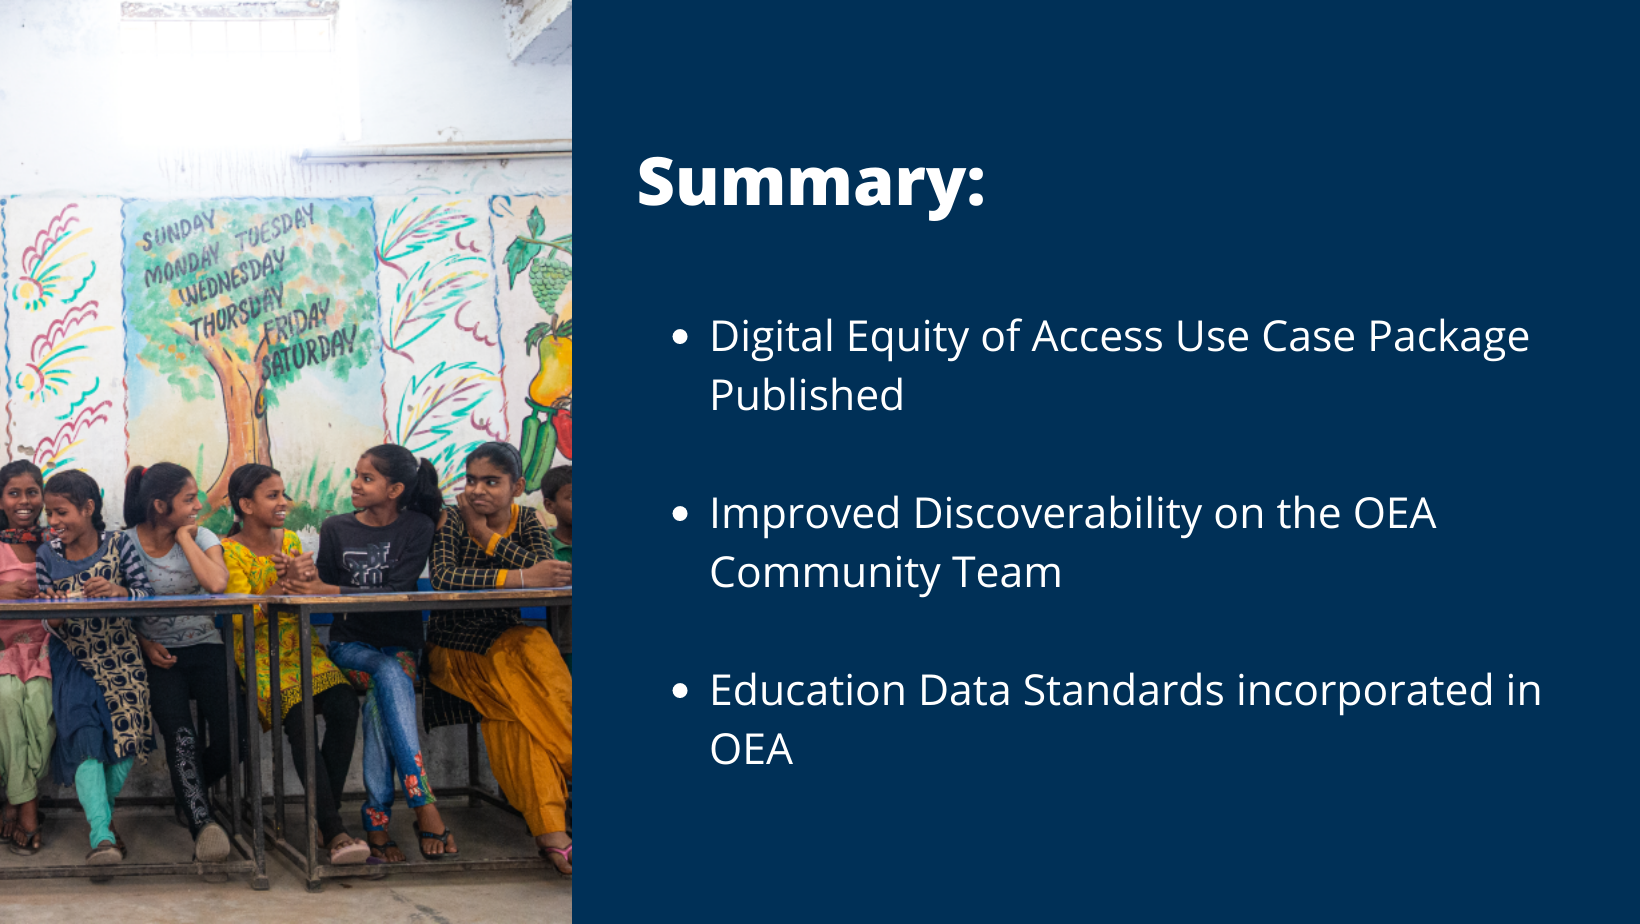 SUNDAY
MONDAY TUESDAY
WEDNESDAY
THORSDAY
FRIDAY
SATURDAY
Summary:
• Digital Equity of Access Use Case Package
Published
• Improved Discoverability on the OEA
Community Team
• Education Data Standards incorporated in
OEA